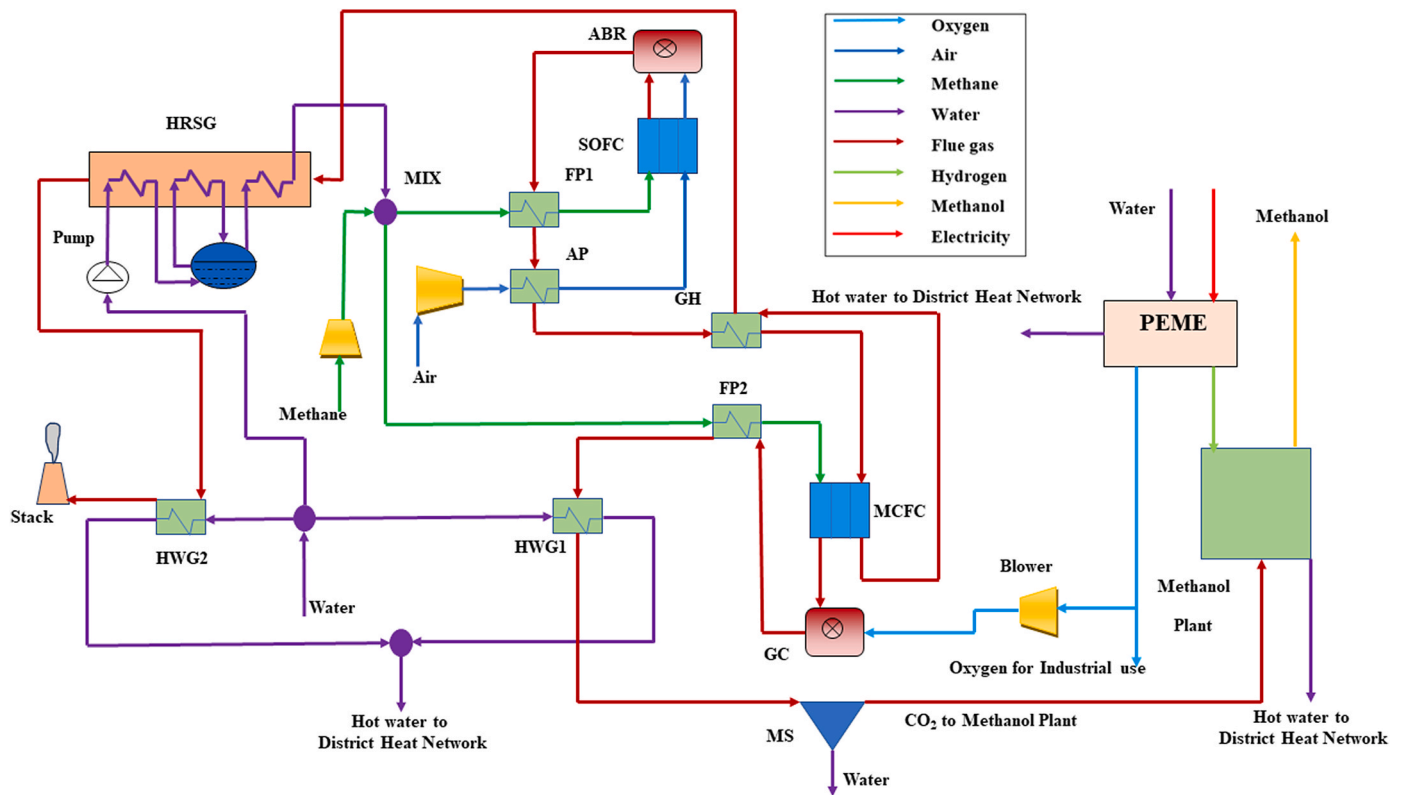 ABR
Oxygen
Air
Methane
Water
Flue gas
Hydrogen
Methanol
Electricity
HRSG
SOFC
MIX
FP1
Pump
AP
GH
Water
Methanol
Hot water to District Heat Network
PEME
Air
Methane
FP2
Stack
HWG2
HWG1
MCFC
Water
Blower
Methanol
Plant
GC
Oxygen for Industrial use
Hot water to
District Heat Network
MS
CO2 to Methanol Plant
Hot water to
District Heat Network
Water